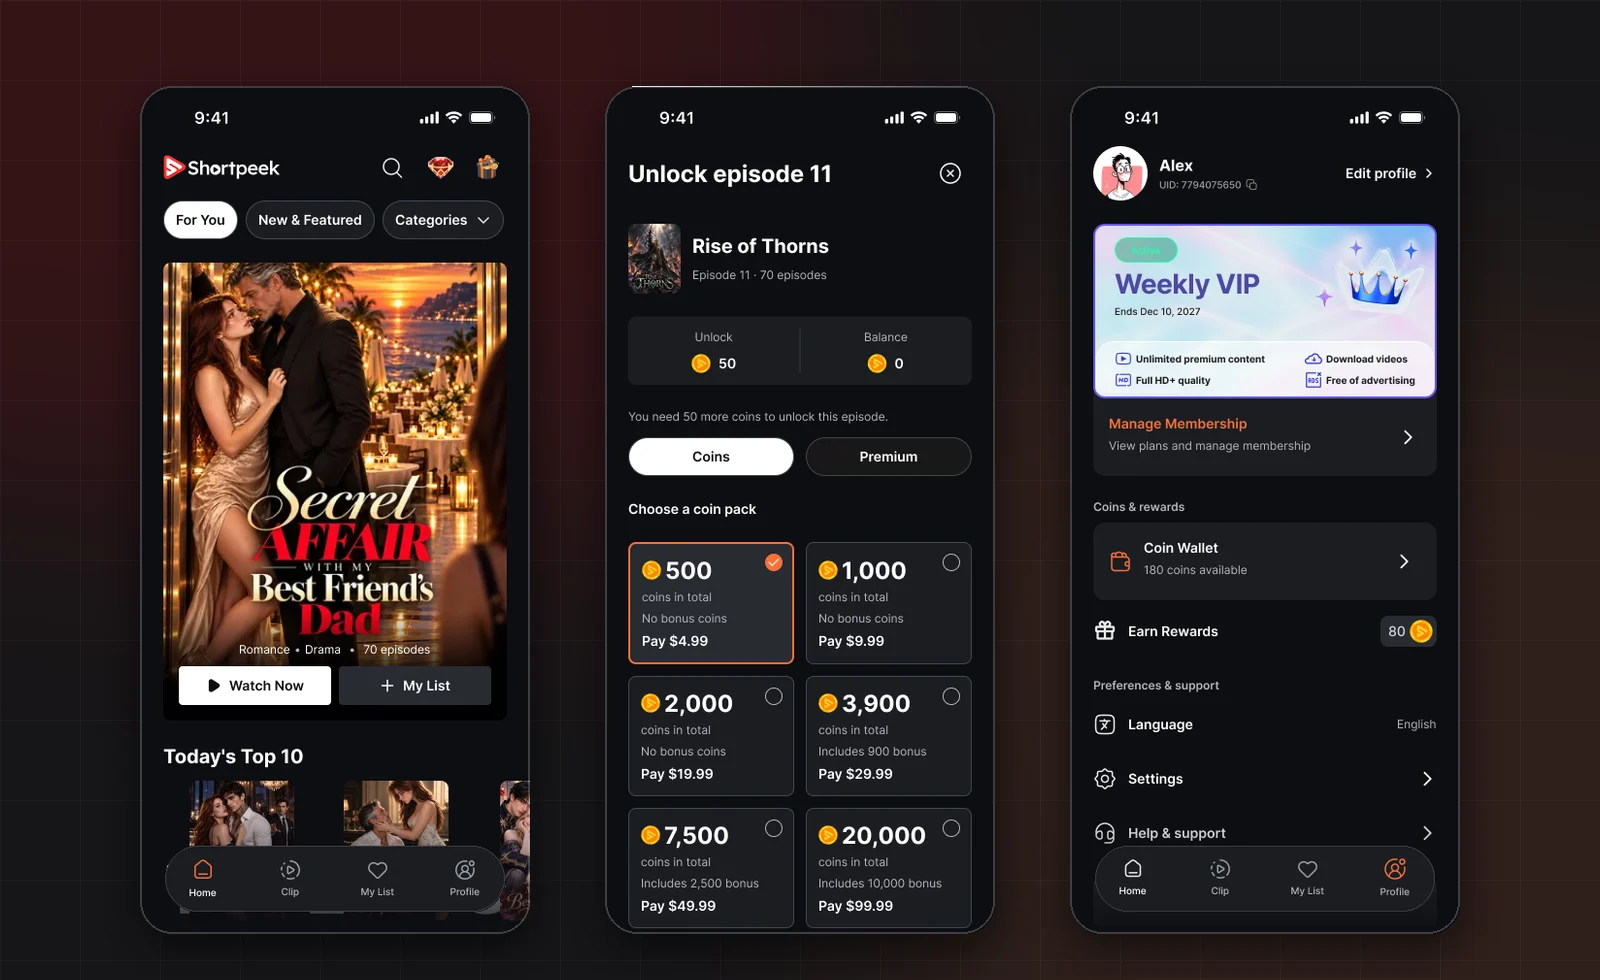 9:41
Shortpeek
For You
New & Featured
Categories
Secret
AFFAIR
WITH MY
Best Friend's
Dad
Romance • Drama • 70 episodes
Watch Now
+ My List
Today's Top 10
Home
Clip
My List
Profile
9:41
Unlock episode 11
RISE OF
THORNS
Rise of Thorns
Episode 11 · 70 episodes
Unlock
50
Balance
0
You need 50 more coins to unlock this episode.
Coins
Premium
Choose a coin pack
500
coins in total
No bonus coins
Pay $4.99
1,000
coins in total
No bonus coins
Pay $9.99
2,000
coins in total
No bonus coins
Pay $19.99
3,900
coins in total
Includes 900 bonus
Pay $29.99
7,500
coins in total
Includes 2,500 bonus
Pay $49.99
20,000
coins in total
Includes 10,000 bonus
Pay $99.99
9:41
Alex
UID: 7794075650
Edit profile
Active
Weekly VIP
Ends Dec 10, 2027
Unlimited premium content
Download videos
HD
Full HD+ quality
ADS
Free of advertising
Manage Membership
View plans and manage membership
Coins & rewards
Coin Wallet
180 coins available
Earn Rewards
80
Preferences & support
Language
English
Settings
Help & support
Home
Clip
My List
Profile